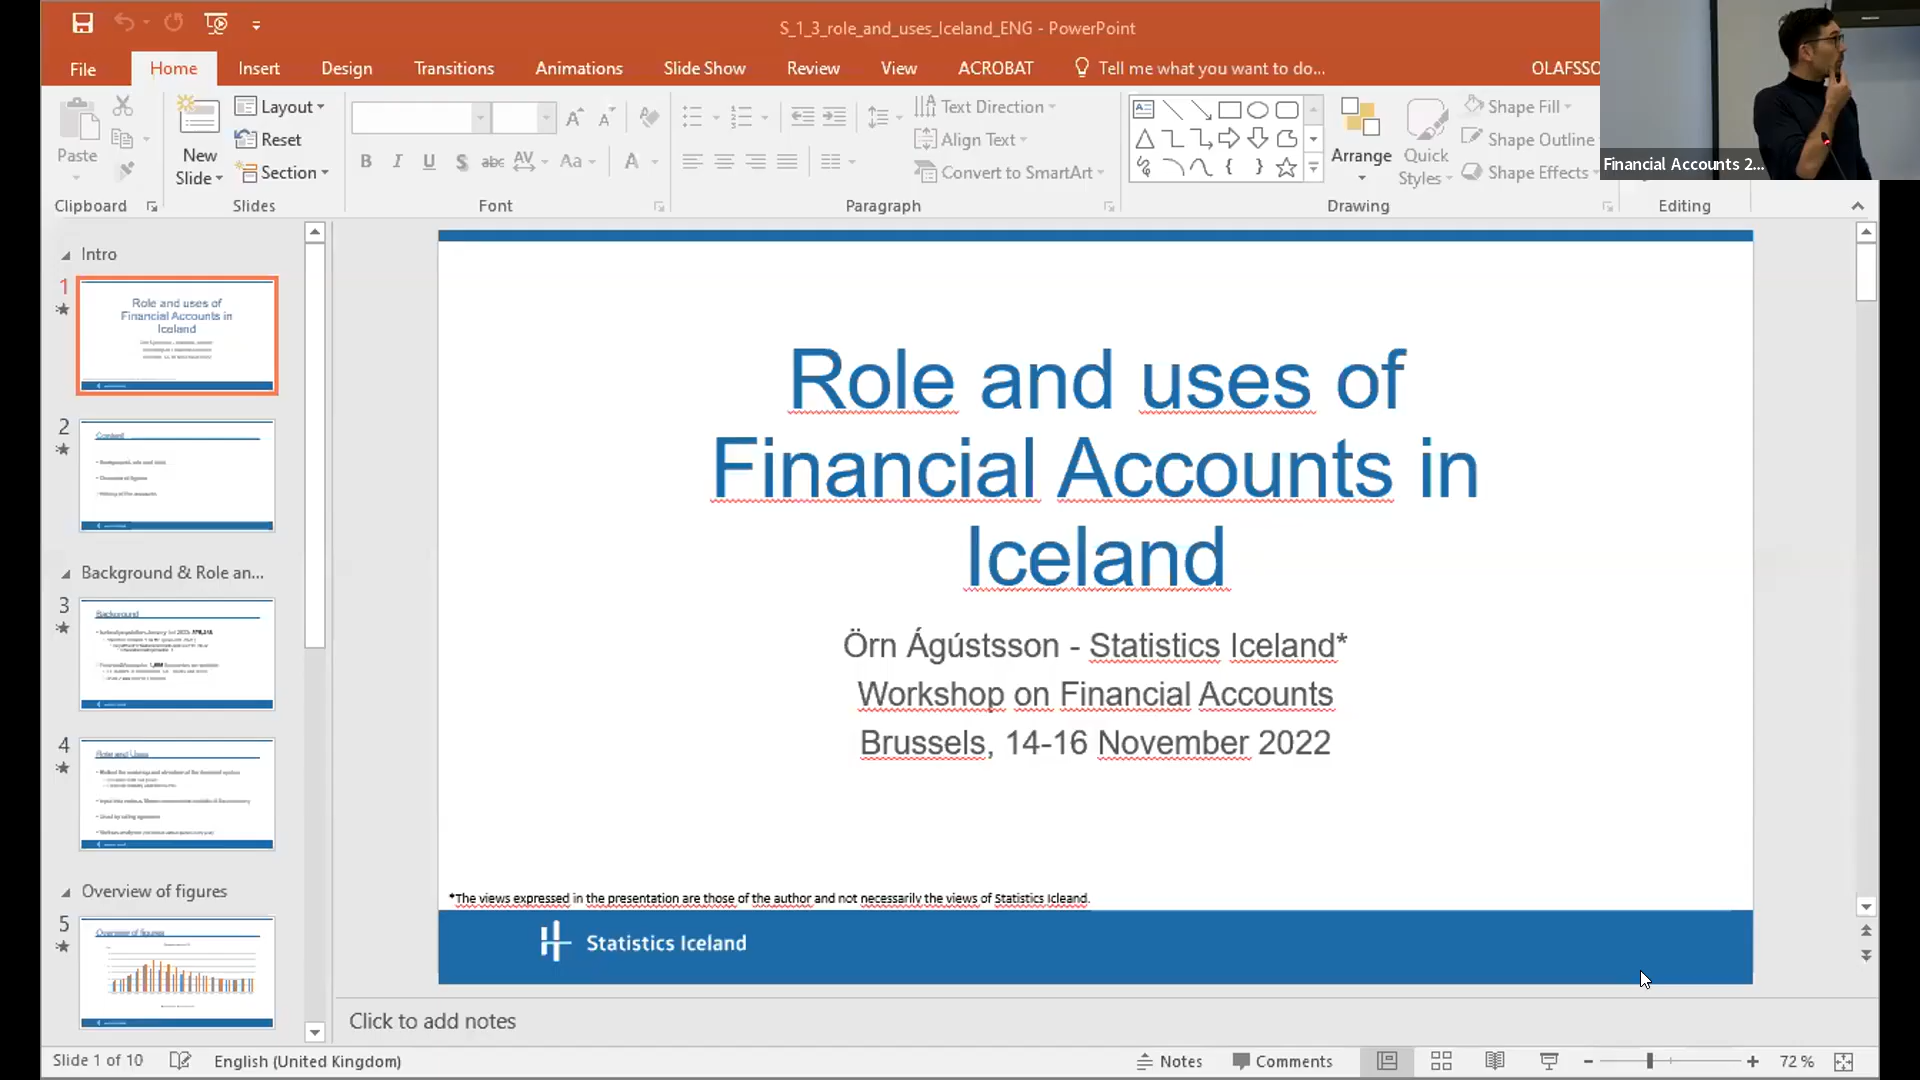 S_1_3_role_and_uses_Iceland_ENG - PowerPoint
File
Home
Insert
Design
Transitions
Animations
Slide Show
Review
View
ACROBAT
Tell me what you want to do...
OLAFSSO
Paste
New
Slide
Layout
Reset
Section
B I U S abc AV Aa A
Text Direction
Align Text
Convert to SmartArt
Arrange
Quick
Styles
Shape Fill
Shape Outline
Shape Effects
Financial Accounts 2...
Clipboard
Slides
Font
Paragraph
Drawing
Editing
Intro
1
Role and uses of
Financial Accounts in
Iceland
2
Content
Background & Role an...
3
Background
4
Role and Uses
Overview of figures
5
Overview of figures
Role and uses of
Financial Accounts in
Iceland
Örn Ágústsson - Statistics Iceland*
Workshop on Financial Accounts
Brussels, 14-16 November 2022
*The views expressed in the presentation are those of the author and not necessarily the views of Statistics Icleand.
Statistics Iceland
Click to add notes
Slide 1 of 10
English (United Kingdom)
Notes
Comments
72 %